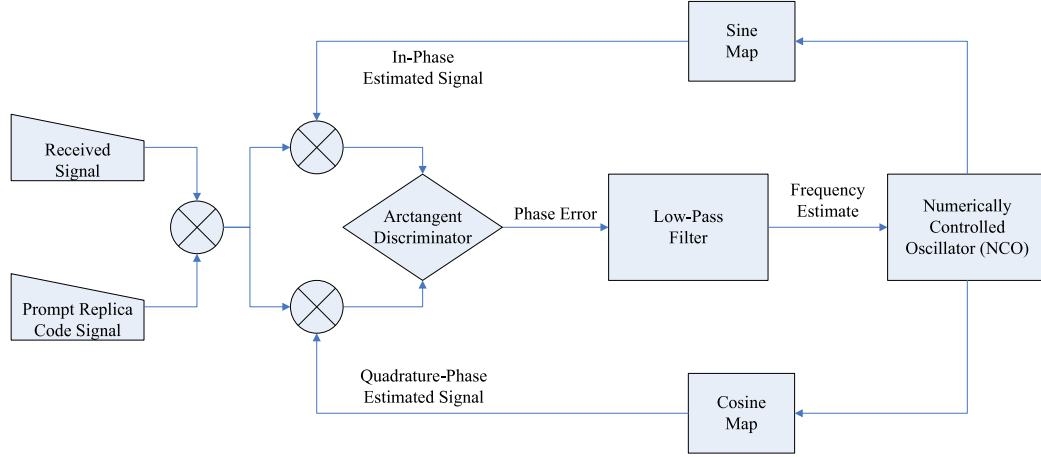 Sine
Map
In-Phase
Estimated Signal
Received
Signal
Arctangent
Discriminator
Phase Error
Low-Pass
Filter
Frequency
Estimate
Numerically
Controlled
Oscillator (NCO)
Prompt Replica
Code Signal
Quadrature-Phase
Estimated Signal
Cosine
Map